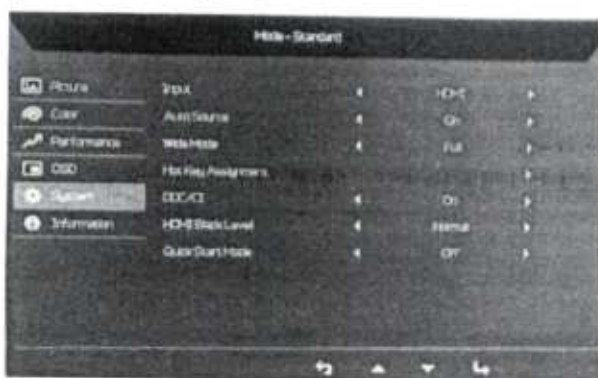 Mode - Standard
Picture
Input HDMI
Color
Auto Source On
Performance
Wide Mode Full
OSD
Hot Key Assignment
System
DDC/CI On
Information
HDMI Black Level Normal
Quick Start Mode Off